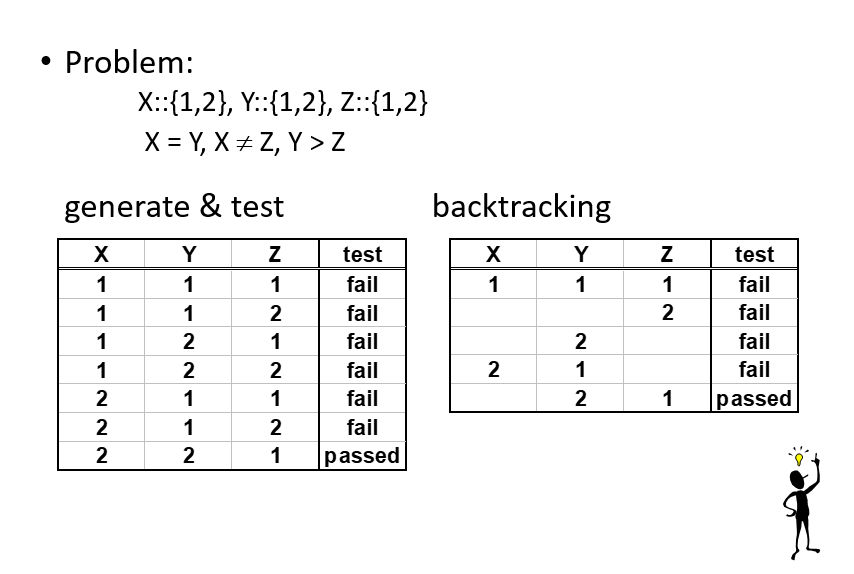 • Problem:
X::{1,2}, Y::{1,2}, Z::{1,2}
X = Y, X ≠ Z, Y > Z
generate & test
X Y Z test
1 1 1 fail
1 1 2 fail
1 2 1 fail
1 2 2 fail
2 1 1 fail
2 1 2 fail
2 2 1 passed
backtracking
X Y Z test
1 1 1 fail
2 fail
2 fail
2 1 fail
2 1 passed